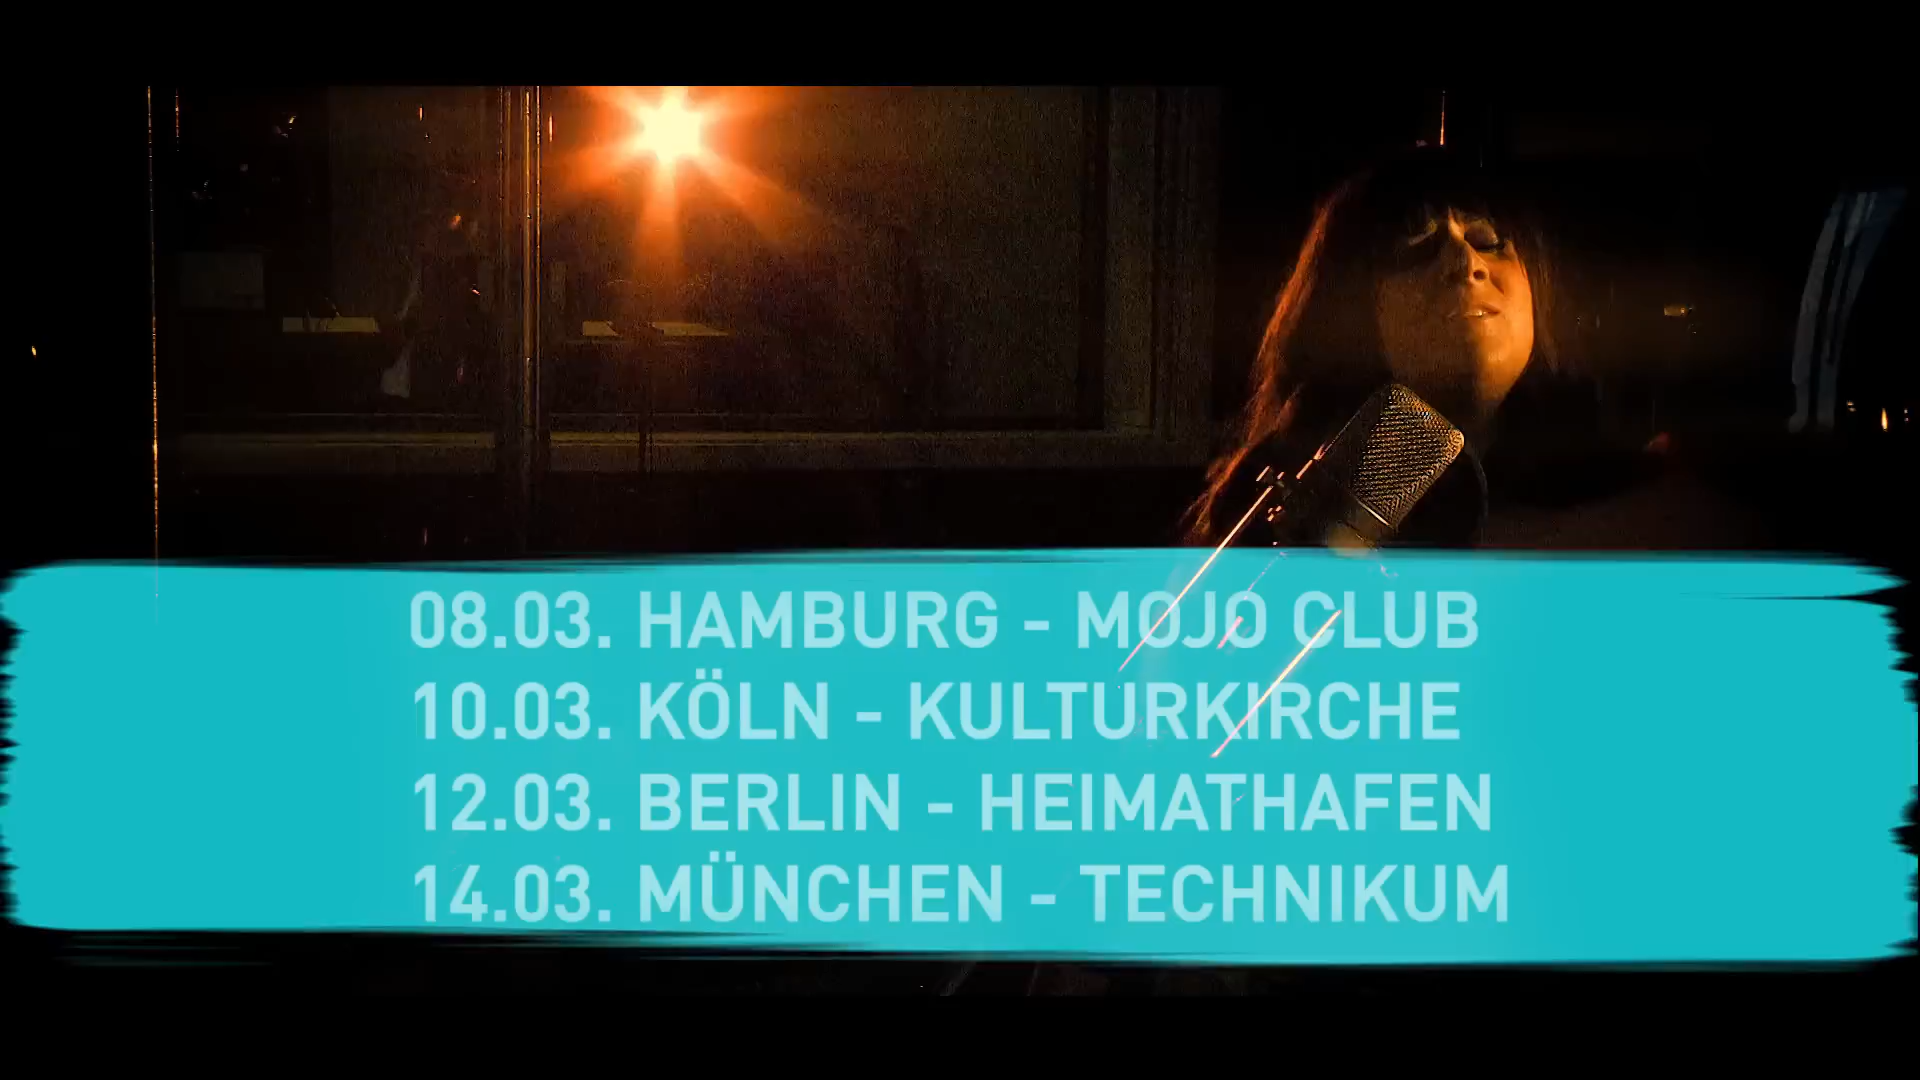 08.03. HAMBURG - MOJO CLUB
10.03. KÖLN - KULTURKIRCHE
12.03. BERLIN - HEIMATHAFEN
14.03. MÜNCHEN - TECHNIKUM